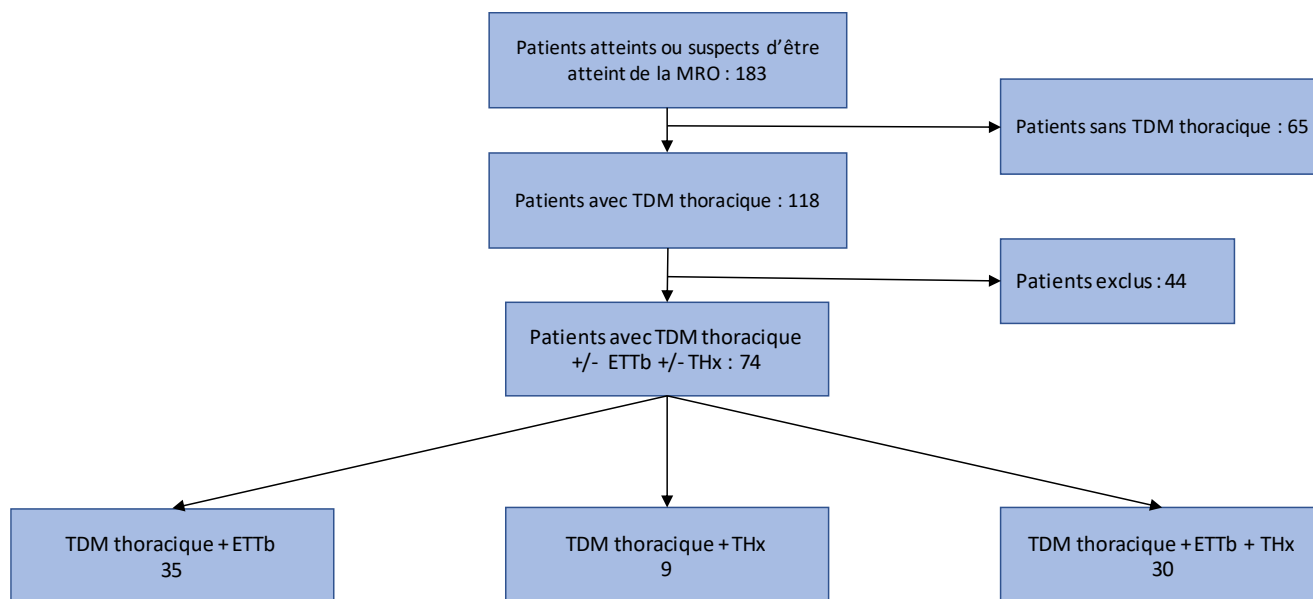 Patients atteints ou suspects d’être
atteint de la MRO : 183
Patients sans TDM thoracique : 65
Patients avec TDM thoracique : 118
Patients exclus : 44
Patients avec TDM thoracique
+/- ETTb +/- THx : 74
TDM thoracique + ETTb
35
TDM thoracique + THx
9
TDM thoracique + ETTb + THx
30